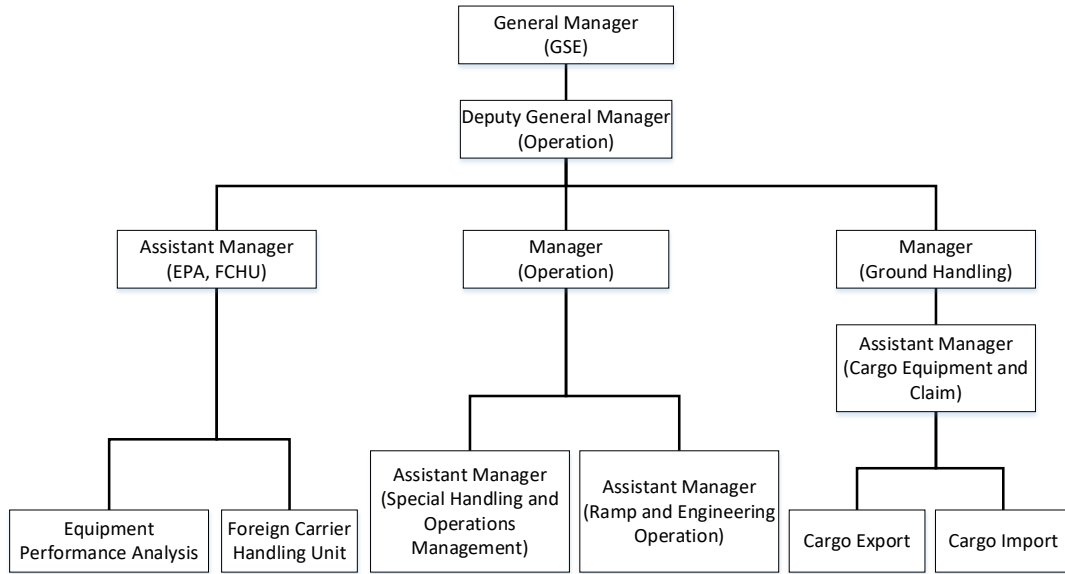 General Manager
(GSE)
Deputy General Manager
(Operation)
Assistant Manager
(EPA, FCHU)
Manager
(Operation)
Manager
(Ground Handling)
Assistant Manager
(Cargo Equipment and
Claim)
Assistant Manager
(Special Handling and
Operations
Management)
Assistant Manager
(Ramp and Engineering
Operation)
Equipment
Performance Analysis
Foreign Carrier
Handling Unit
Cargo Export
Cargo Import